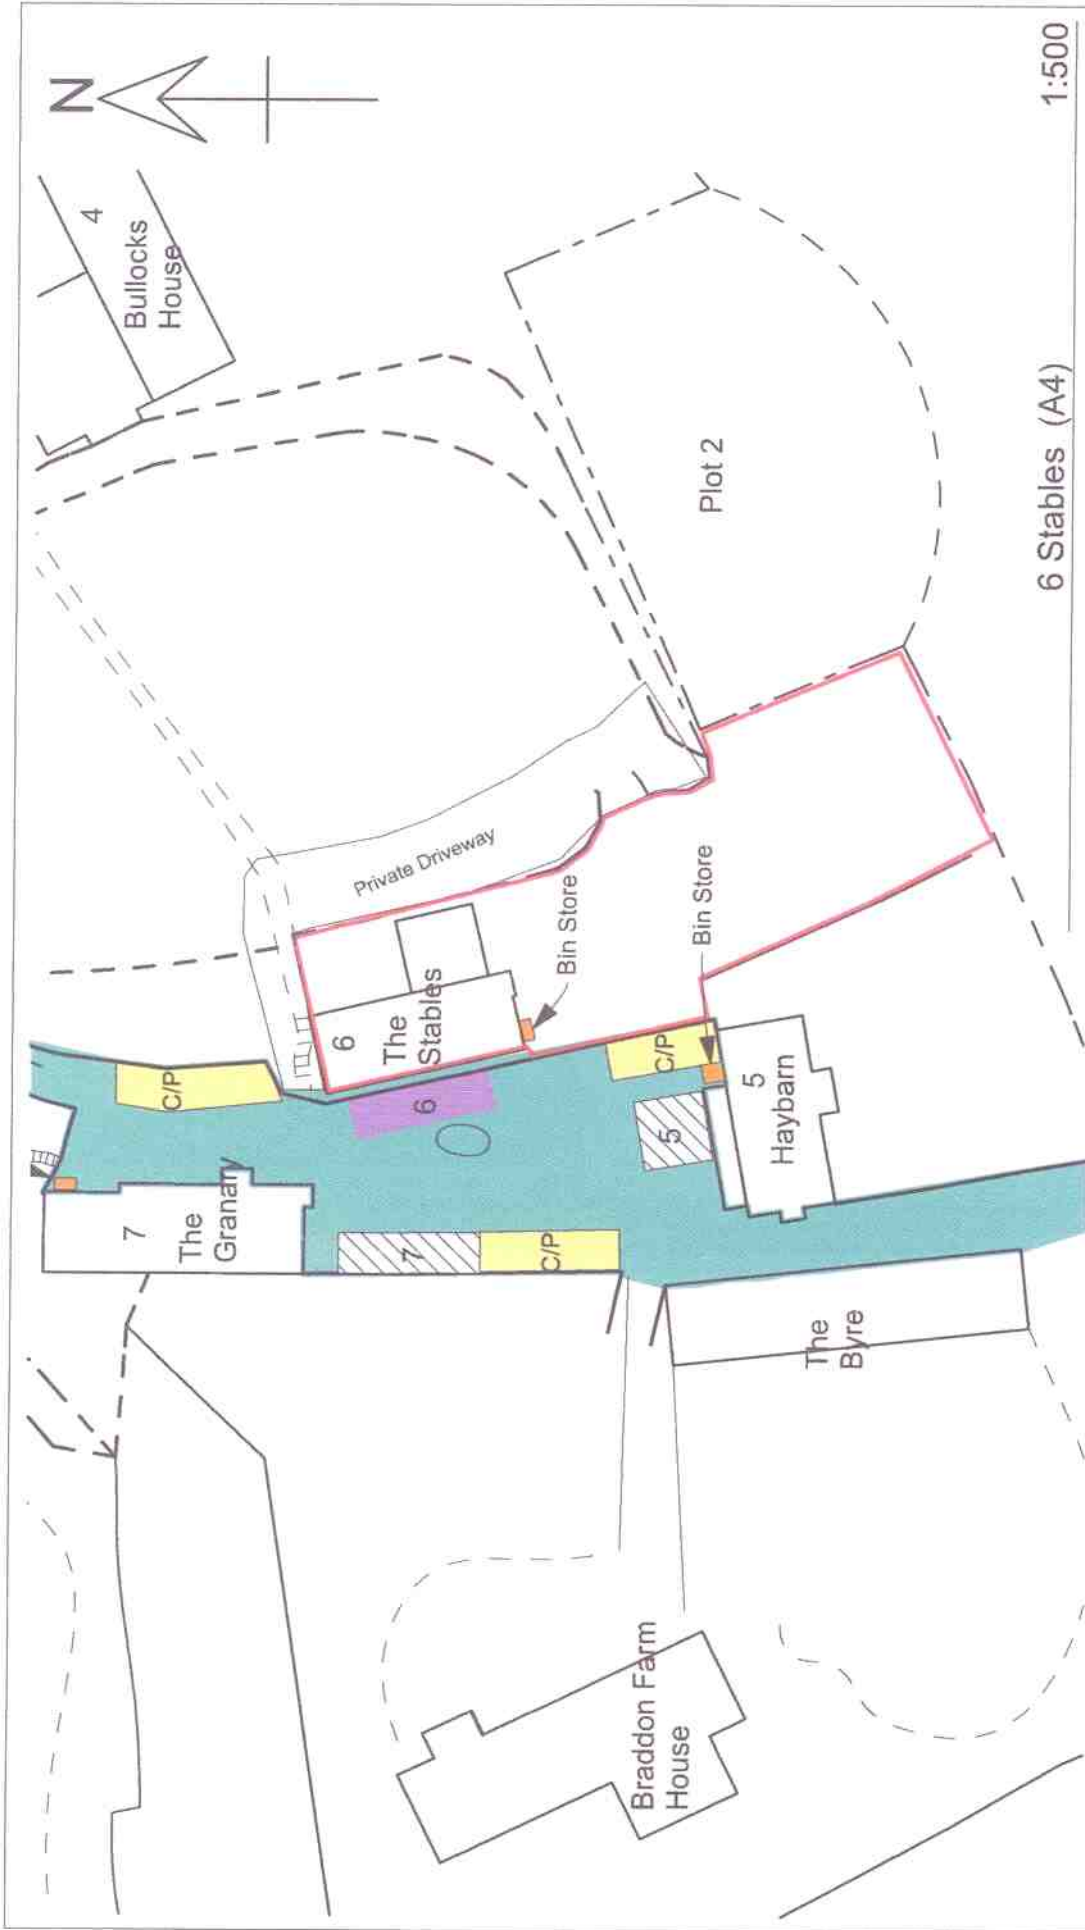 N
4
Bullocks
House
Plot 2
Private Driveway
6
The
Stables
Bin Store
Bin Store
C/P
6
C/P
5
5
Haybarn
7
The
Granary
7
C/P
The
Byre
Braddon Farm
House
6 Stables (A4)
1:500